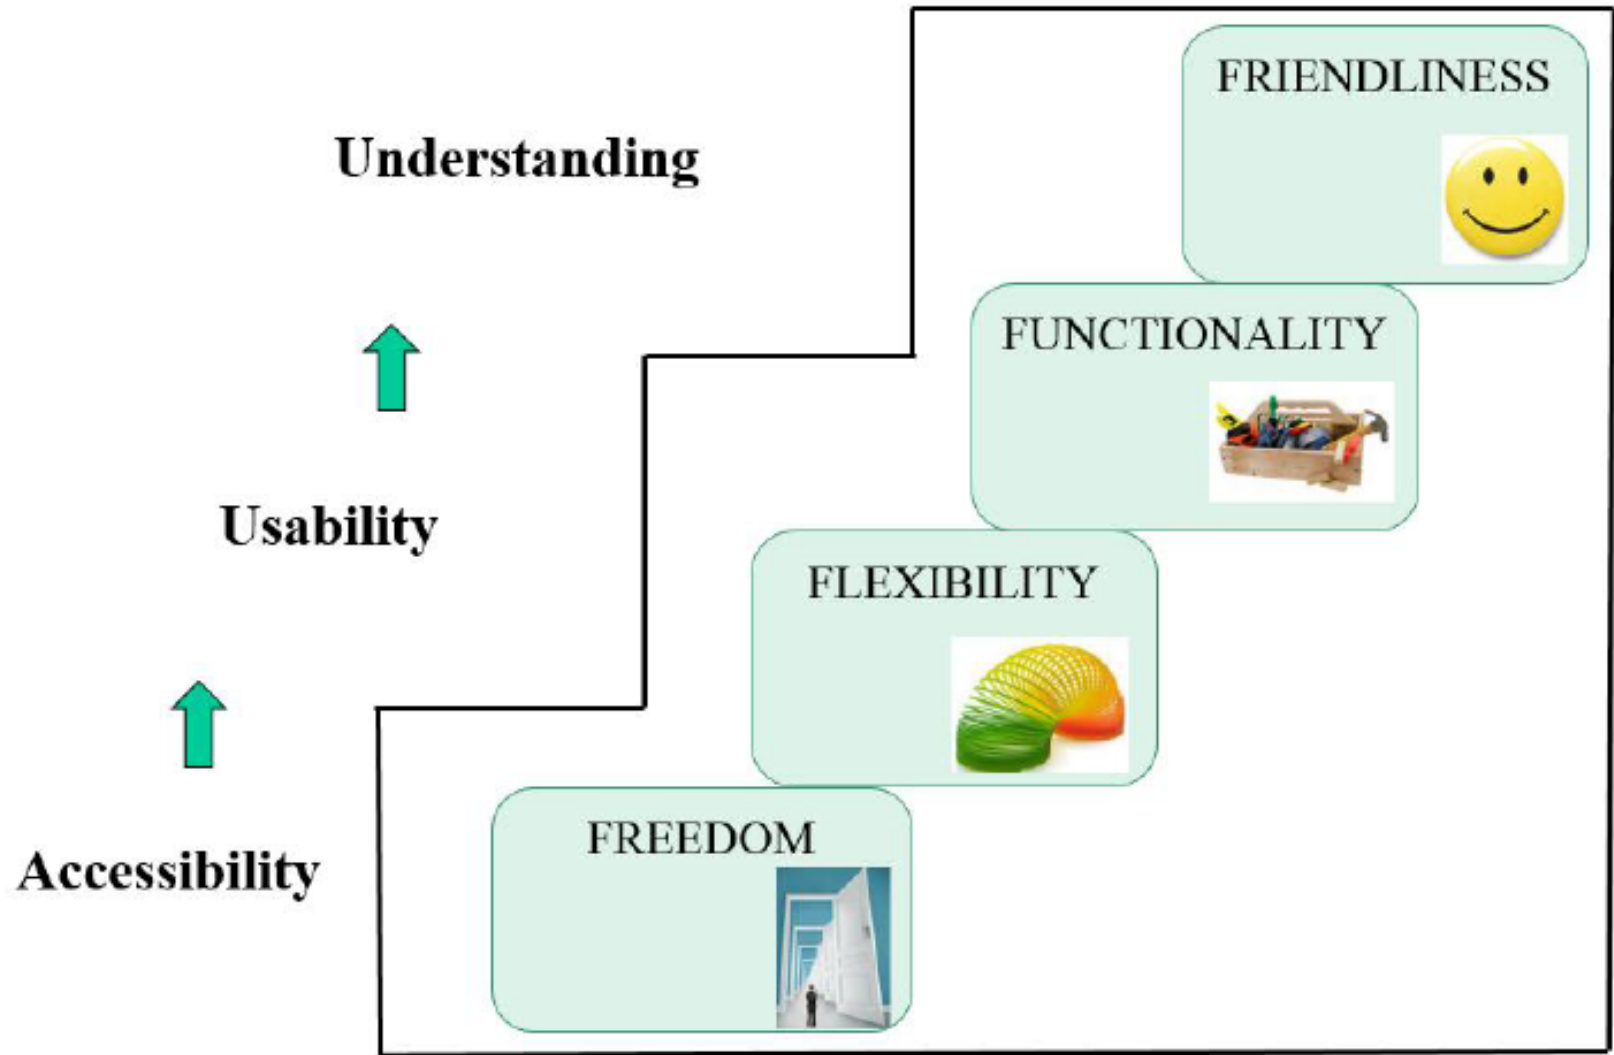 FRIENDLINESS
Understanding
FUNCTIONALITY
Usability
FLEXIBILITY
FREEDOM
Accessibility